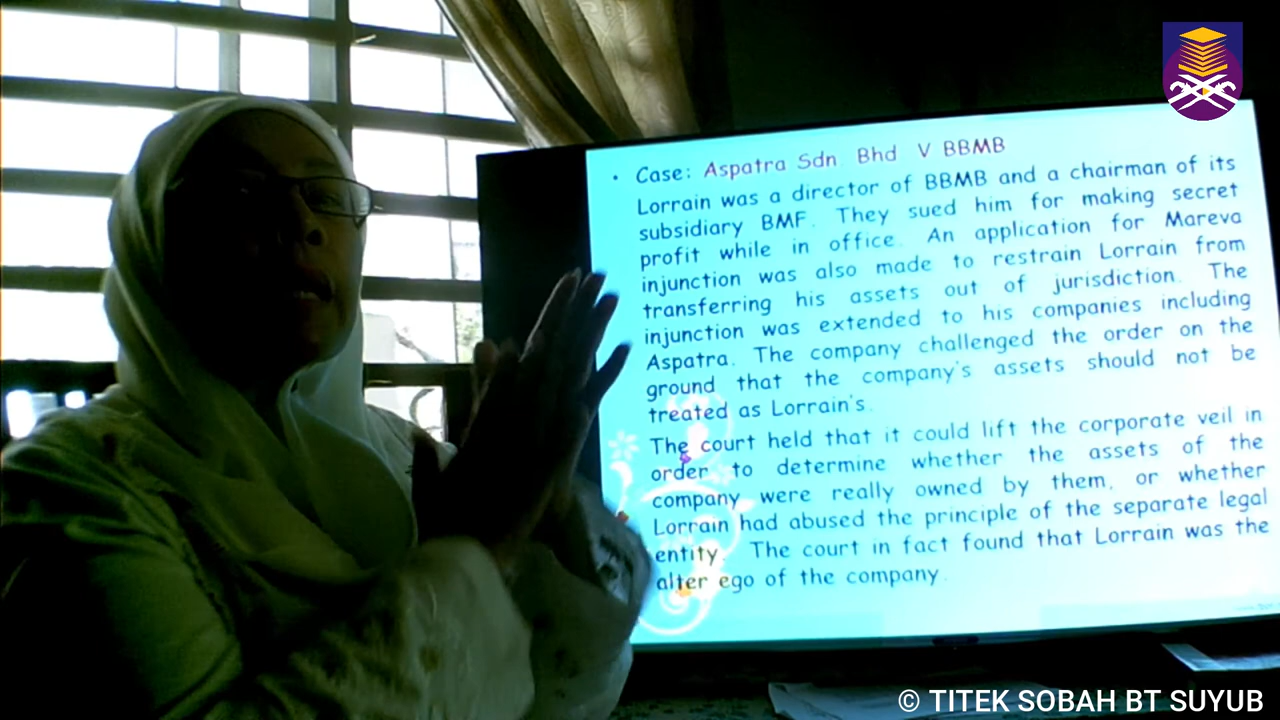 • Case: Aspatra Sdn. Bhd V BBMB
Lorrain was a director of BBMB and a chairman of its
subsidiary BMF. They sued him for making secret
profit while in office. An application for Mareva
injunction was also made to restrain Lorrain from
transferring his assets out of jurisdiction. The
injunction was extended to his companies including
Aspatra. The company challenged the order on the
ground that the company's assets should not be
treated as Lorrain's.
The court held that it could lift the corporate veil in
order to determine whether the assets of the
company were really owned by them, or whether
Lorrain had abused the principle of the separate legal
entity. The court in fact found that Lorrain was the
alter ego of the company.
© TITEK SOBAH BT SUYUB